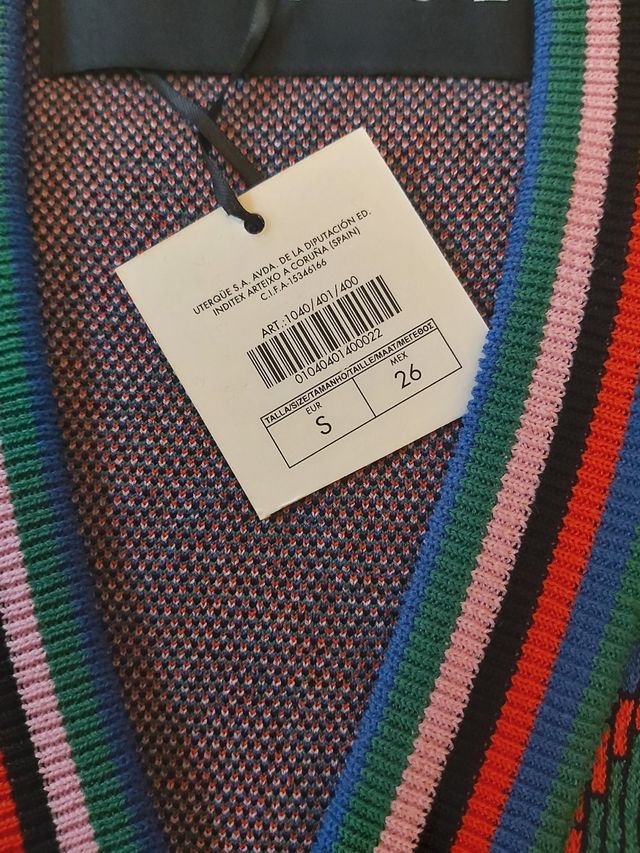 UTERQÜE S.A. AVDA. DE LA DIPUTACIÓN ED.
INDITEX ARTEIXO A CORUÑA (SPAIN)
C.I.F.A-15346166
ART.:1040/401/400
01040401400022
TALLA/SIZE/TAMANHO/TAILLE/MAAT/ΜΕΓΕΘΟΣ
EUR MEX
S 26